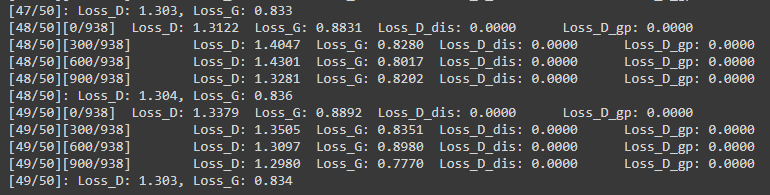 [47/50]: Loss_D: 1.303, Loss_G: 0.833
[48/50][0/938] Loss_D: 1.3122 Loss_G: 0.8831 Loss_D_dis: 0.0000 Loss_D_gp: 0.0000
[48/50][300/938] Loss_D: 1.4047 Loss_G: 0.8280 Loss_D_dis: 0.0000 Loss_D_gp: 0.0000
[48/50][600/938] Loss_D: 1.4301 Loss_G: 0.8017 Loss_D_dis: 0.0000 Loss_D_gp: 0.0000
[48/50][900/938] Loss_D: 1.3281 Loss_G: 0.8202 Loss_D_dis: 0.0000 Loss_D_gp: 0.0000
[48/50]: Loss_D: 1.304, Loss_G: 0.836
[49/50][0/938] Loss_D: 1.3379 Loss_G: 0.8892 Loss_D_dis: 0.0000 Loss_D_gp: 0.0000
[49/50][300/938] Loss_D: 1.3505 Loss_G: 0.8351 Loss_D_dis: 0.0000 Loss_D_gp: 0.0000
[49/50][600/938] Loss_D: 1.3097 Loss_G: 0.8980 Loss_D_dis: 0.0000 Loss_D_gp: 0.0000
[49/50][900/938] Loss_D: 1.2980 Loss_G: 0.7770 Loss_D_dis: 0.0000 Loss_D_gp: 0.0000
[49/50]: Loss_D: 1.303, Loss_G: 0.834